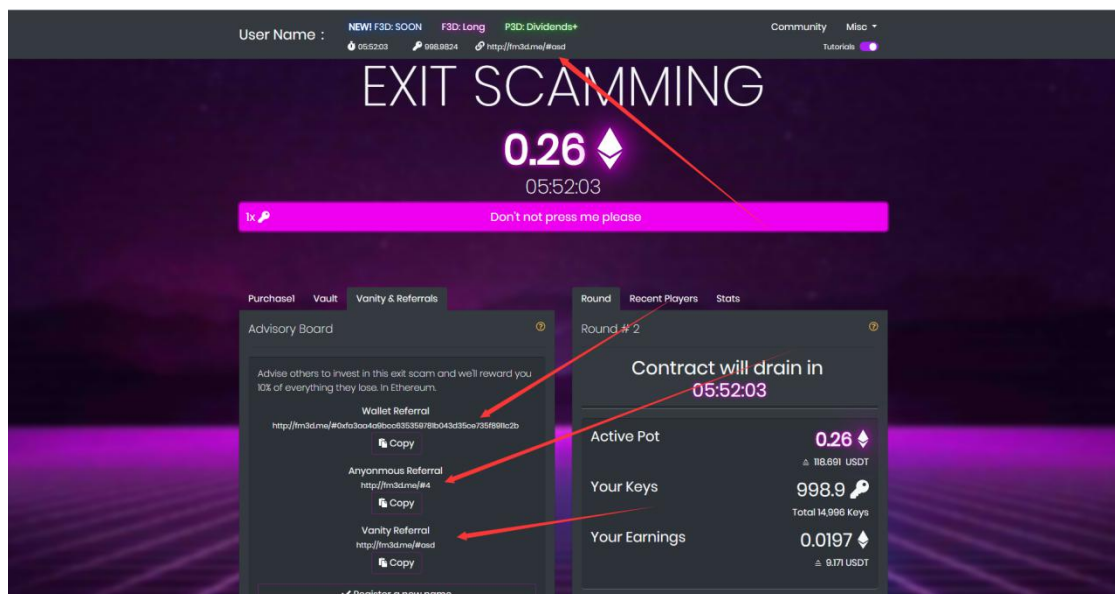 User Name :
NEW! F3D: SOON F3D: Long P3D: Dividends+
05:52:03 998.9824 http://fm3d.me/#asd
Community Misc
Tutorials
EXIT SCAMMING
0.26
05:52:03
1x Don't not press me please
Purchase1 Vault Vanity & Referrals
Advisory Board
Advise others to invest in this exit scam and we'll reward you
10% of everything they lose. In Ethereum.
Wallet Referral
Copy
Anyonmous Referral
http://fm3d.me/#4
Copy
Vanity Referral
http://fm3d.me/#asd
Copy
Register a new name
Round Recent Players Stats
Round # 2
Contract will drain in
05:52:03
Active Pot 0.26
≙ 118.691 USDT
Your Keys 998.9
Total 14,996 Keys
Your Earnings 0.0197
≙ 9.171 USDT